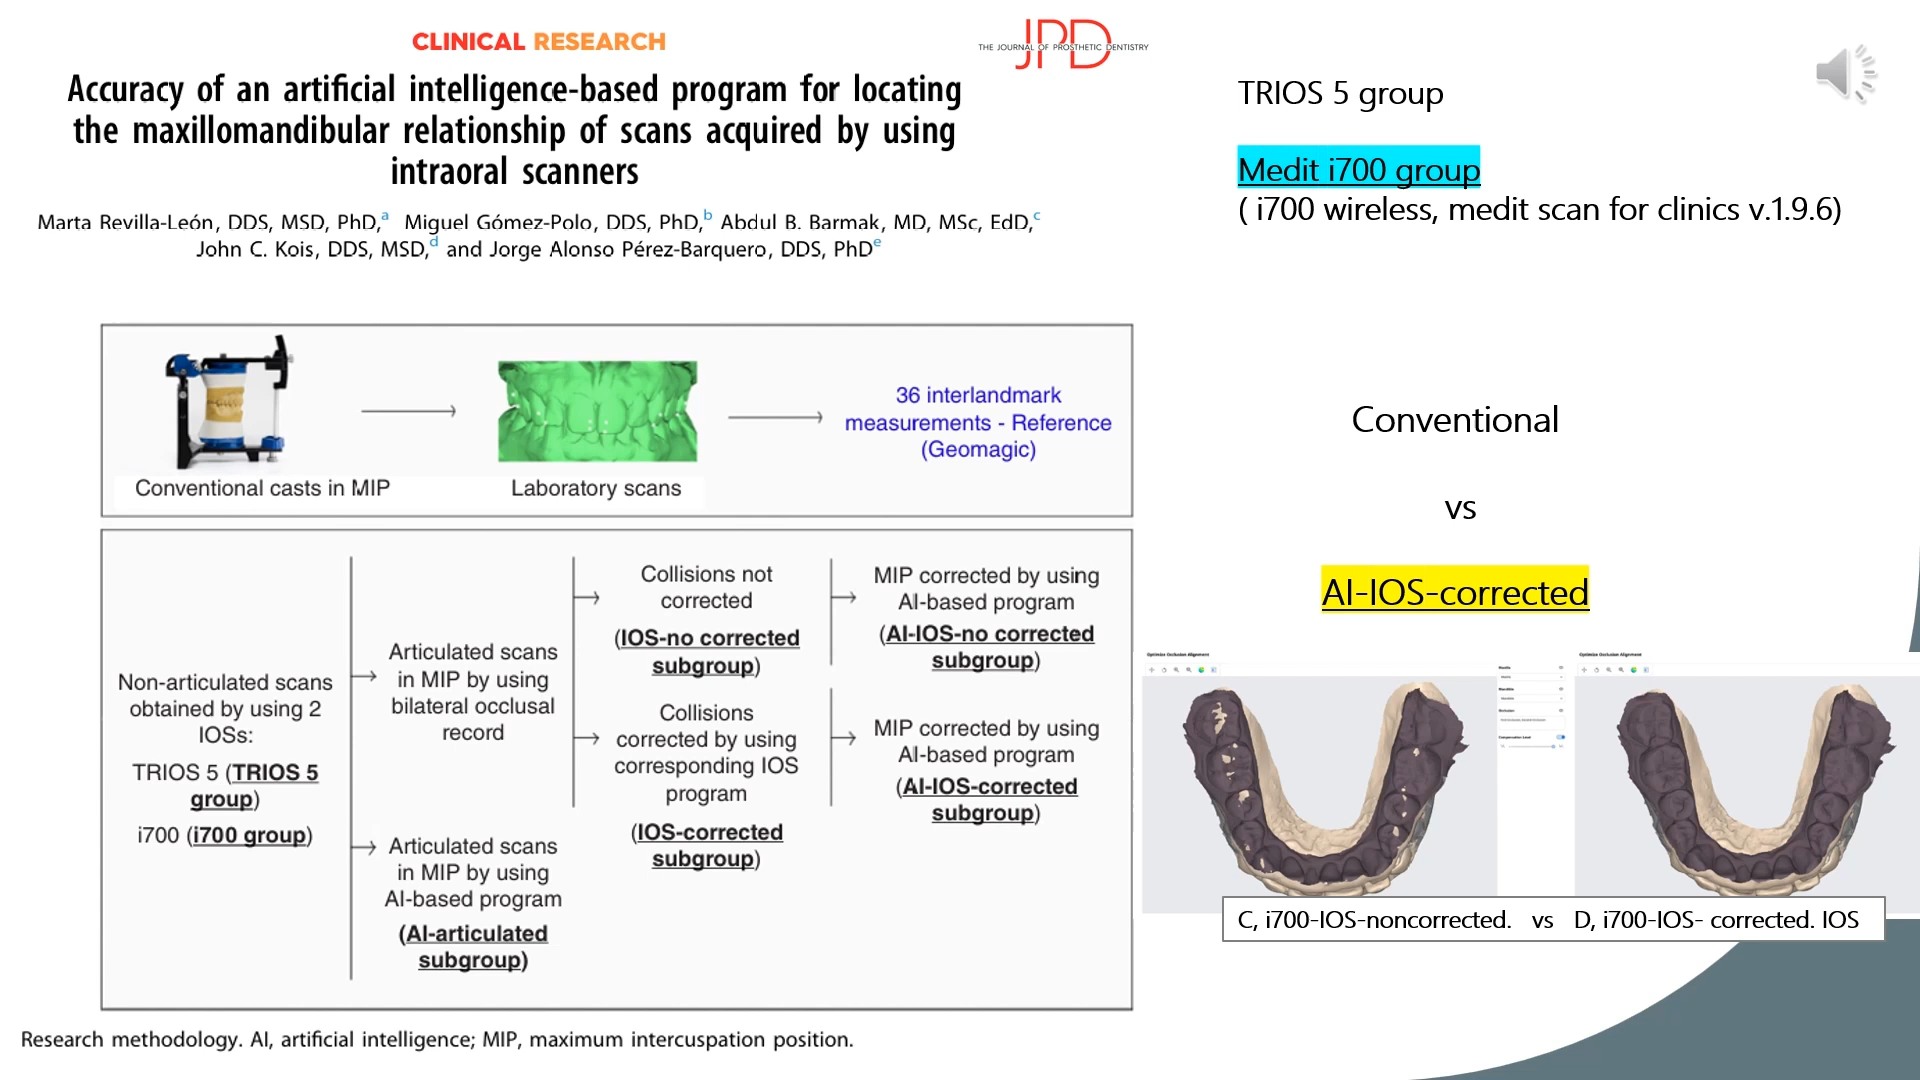 CLINICAL RESEARCH
THE JOURNAL OF PROSTHETIC DENTISTRY
JPD
Accuracy of an artificial intelligence-based program for locating
the maxillomandibular relationship of scans acquired by using
intraoral scanners
Marta Revilla-León, DDS, MSD, PhD,a Miguel Gómez-Polo, DDS, PhD,b Abdul B. Barmak, MD, MSc, EdD,c
John C. Kois, DDS, MSD,d and Jorge Alonso Pérez-Barquero, DDS, PhDe
TRIOS 5 group
Medit i700 group
( i700 wireless, medit scan for clinics v.1.9.6)
Conventional casts in MIP
Laboratory scans
36 interlandmark
measurements - Reference
(Geomagic)
Non-articulated scans
obtained by using 2
IOSs:
TRIOS 5 (TRIOS 5
group)
i700 (i700 group)
Articulated scans
in MIP by using
bilateral occlusal
record
Articulated scans
in MIP by using
AI-based program
(AI-articulated
subgroup)
Collisions not
corrected
(IOS-no corrected
subgroup)
Collisions
corrected by using
corresponding IOS
program
(IOS-corrected
subgroup)
MIP corrected by using
AI-based program
(AI-IOS-no corrected
subgroup)
MIP corrected by using
AI-based program
(AI-IOS-corrected
subgroup)
Research methodology. AI, artificial intelligence; MIP, maximum intercuspation position.
Conventional
vs
AI-IOS-corrected
Optimize Occlusion Alignment
Optimize Occlusion Alignment
C, i700-IOS-noncorrected. vs D, i700-IOS- corrected. IOS